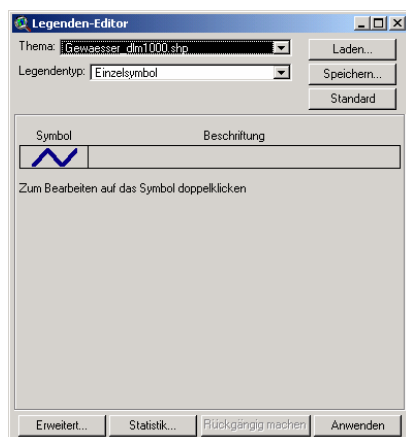 Legenden-Editor
Thema: Gewaesser_dlm1000.shp
Laden...
Legendentyp: Einzelsymbol
Speichern...
Standard
Symbol Beschriftung
Zum Bearbeiten auf das Symbol doppelklicken
Erweitert... Statistik... Rückgängig machen Anwenden